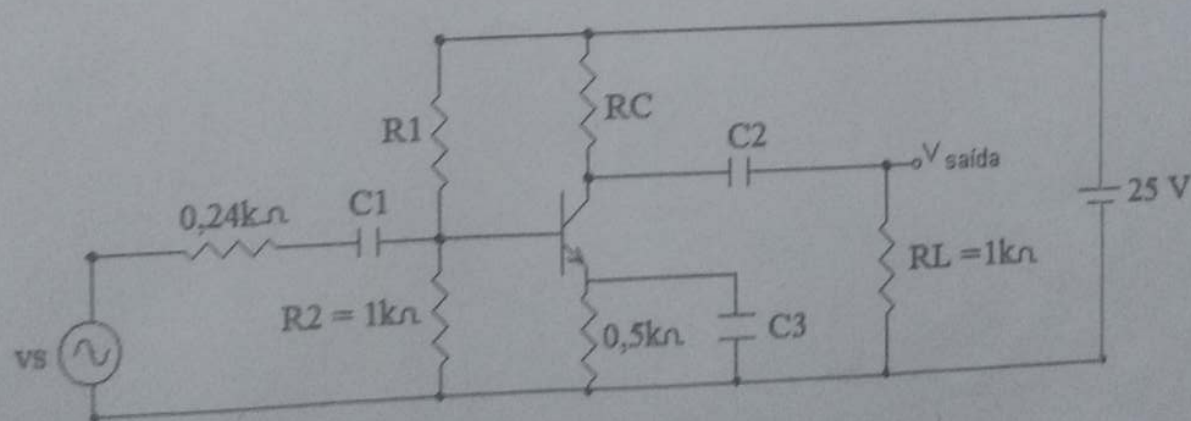 R1
RC
C2
V saída
25 V
0,24kΩ
C1
RL =1kΩ
R2 = 1kΩ
0,5kΩ
C3
vs